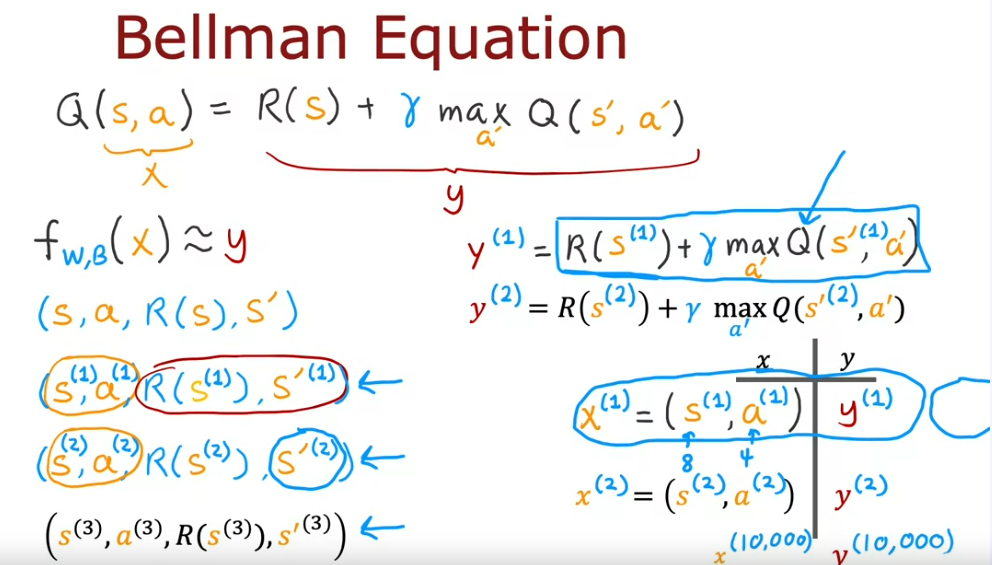 Bellman Equation
Q(s, a) = R(s) + γ max Q(s', a')
a'
x
y
f_{W,B}(x) ≈ y
(s, a, R(s), s')
(s^{(1)}, a^{(1)}, R(s^{(1)}), s'^{(1)}) ←
(s^{(2)}, a^{(2)}, R(s^{(2)}), s'^{(2)}) ←
(s^{(3)}, a^{(3)}, R(s^{(3)}), s'^{(3)}) ←
y^{(1)} = R(s^{(1)}) + γ max Q(s'^{(1)}, a')
a'
y^{(2)} = R(s^{(2)}) + γ max Q(s'^{(2)}, a')
a'
x y
x^{(1)} = (s^{(1)}, a^{(1)}) y^{(1)}
8 4
x^{(2)} = (s^{(2)}, a^{(2)}) y^{(2)}
x^{(10,000)} y^{(10,000)}